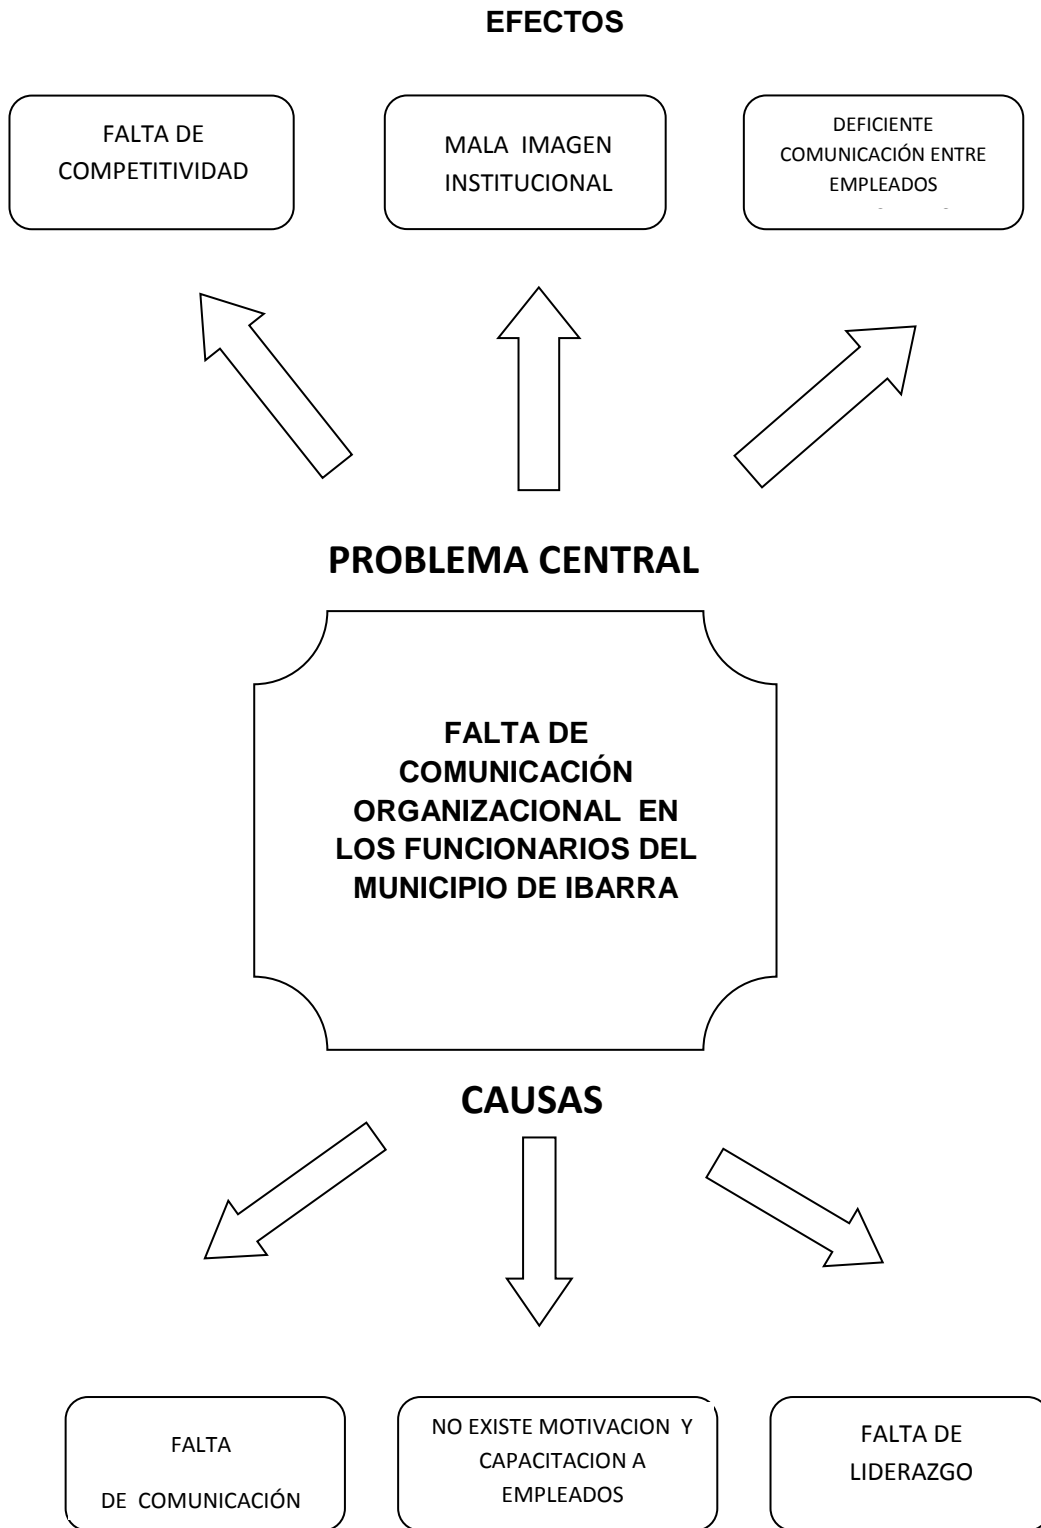 EFECTOS
FALTA DE
COMPETITIVIDAD
MALA IMAGEN
INSTITUCIONAL
DEFICIENTE
COMUNICACIÓN ENTRE
EMPLEADOS
PROBLEMA CENTRAL
FALTA DE
COMUNICACIÓN
ORGANIZACIONAL EN
LOS FUNCIONARIOS DEL
MUNICIPIO DE IBARRA
CAUSAS
FALTA
DE COMUNICACIÓN
NO EXISTE MOTIVACION Y
CAPACITACION A
EMPLEADOS
FALTA DE
LIDERAZGO